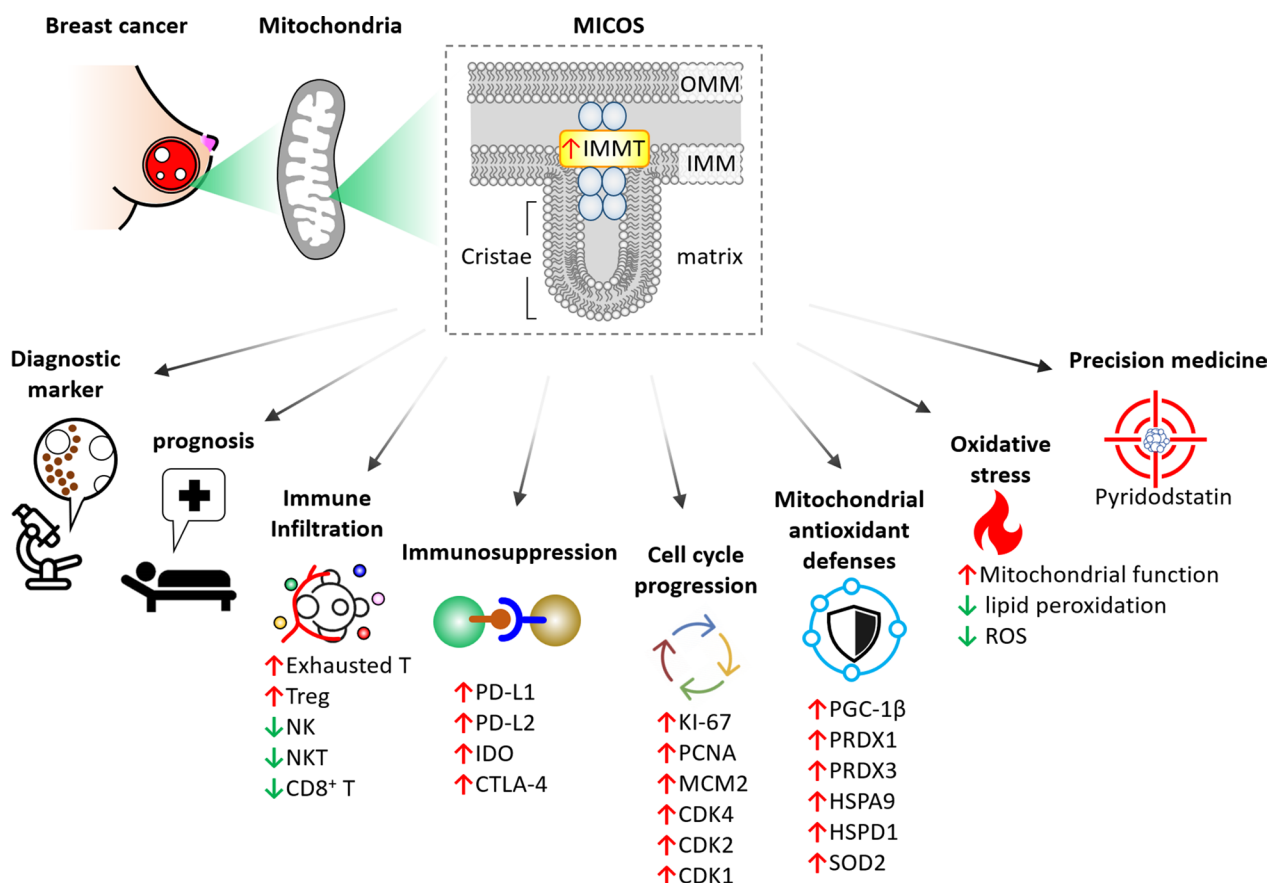 Breast cancer
Mitochondria
MICOS
OMM
↑ IMMT
IMM
Cristae
matrix
Diagnostic
marker
prognosis
Immune
Infiltration
↑Exhausted T
↑Treg
↓NK
↓NKT
↓CD8⁺ T
Immunosuppression
↑PD-L1
↑PD-L2
↑IDO
↑CTLA-4
Cell cycle
progression
↑KI-67
↑PCNA
↑MCM2
↑CDK4
↑CDK2
↑CDK1
Mitochondrial
antioxidant
defenses
↑PGC-1β
↑PRDX1
↑PRDX3
↑HSPA9
↑HSPD1
↑SOD2
Oxidative
stress
↑Mitochondrial function
↓ lipid peroxidation
↓ ROS
Precision medicine
Pyridodstatin